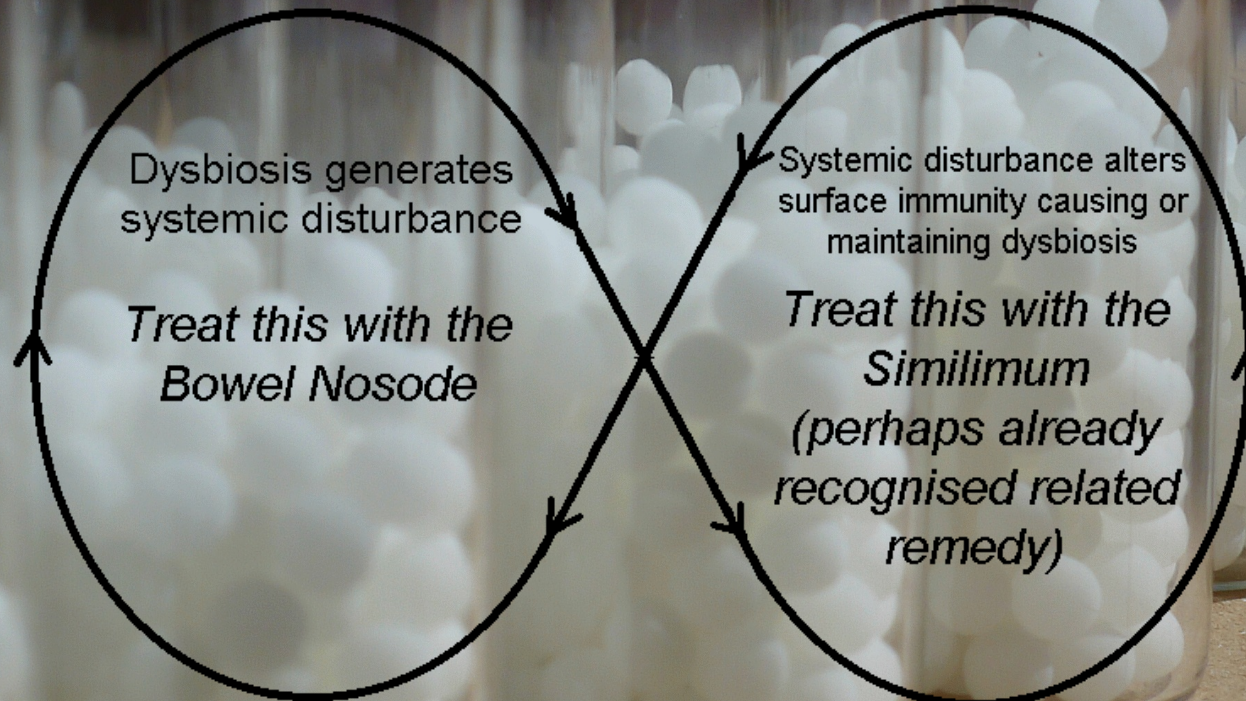 Dysbiosis generates
systemic disturbance
Treat this with the
Bowel Nosode
Systemic disturbance alters
surface immunity causing or
maintaining dysbiosis
Treat this with the
Similimum
(perhaps already
recognised related
remedy)